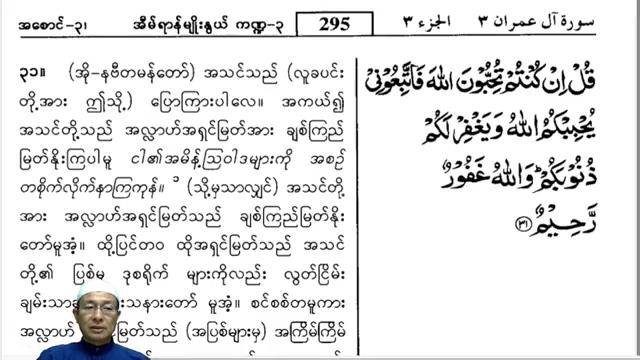 အစောင်-၃၊ အိမ်ရာန်မျိုးနွယ် ကဏ္ဍ-၃ 295 الجزء ٣ سورة آل عمران ٣
၃၁။ (အို-နဗီတမန်တော်) အသင်သည် (လူခပင်း
တို့အား ဤသို့) ပြောကြားပါလေ။ အကယ်၍
အသင်တို့သည် အလ္လာဟ်အရှင်မြတ်အား ချစ်ကြည်
မြတ်နိုးကြပါမူ ငါ၏အမိန့်ဩဝါဒများကို အစဉ်
တစိုက်လိုက်နာကြကုန်။ ၁ (သို့မှသာလျှင်) အသင်တို့
အား အလ္လာဟ်အရှင်မြတ်သည် ချစ်ကြည်မြတ်နိုး
တော်မူအံ့။ ထို့ပြင်တဝ ထိုအရှင်မြတ်သည် အသင်
တို့၏ ပြစ်မှု ဒုစရိုက် များကိုလည်း လွတ်ငြိမ်း
ချမ်းသာခွင့် ပေးသနားတော် မူအံ့။ စင်စစ်တမူကား
အလ္လာဟ် အရှင်မြတ်သည် (အပြစ်များမှ) အကြိမ်ကြိမ်
قُلْ إِنْ كُنْتُمْ تُحِبُّونَ اللَّهَ فَاتَّبِعُونِي
يُحْبِبْكُمُ اللَّهُ وَيَغْفِرْ لَكُمْ
ذُنُوبَكُمْ ۗ وَاللَّهُ غَفُورٌ
رَحِيمٌ ٣١